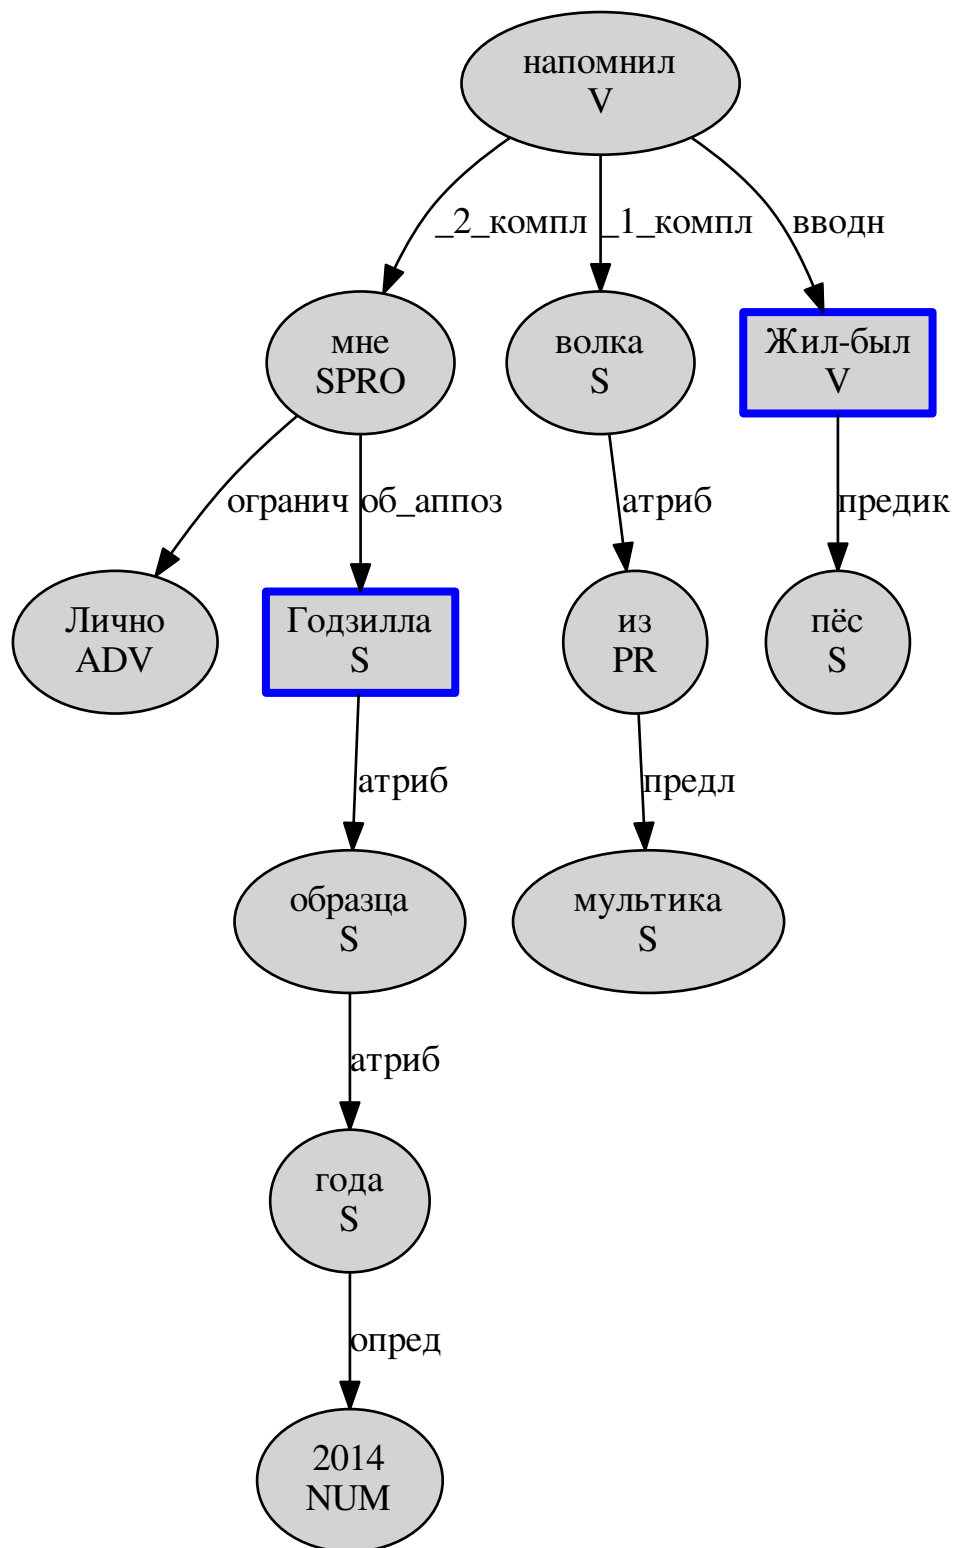 напомнил
V
_2_компл
_1_компл
вводн
мне
SPRO
волка
S
Жил-был
V
огранич
об_аппоз
атриб
предик
Лично
ADV
Годзилла
S
из
PR
пёс
S
атриб
предл
образца
S
мультика
S
атриб
года
S
опред
2014
NUM